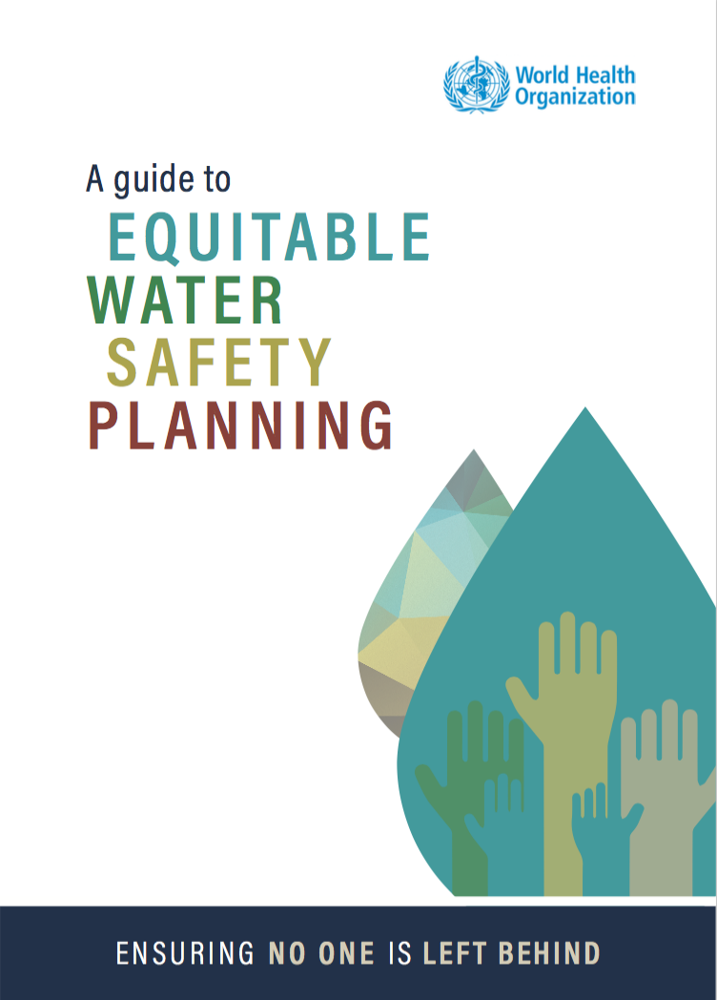 World Health
Organization
A guide to
EQUITABLE
WATER
SAFETY
PLANNING
ENSURING NO ONE IS LEFT BEHIND